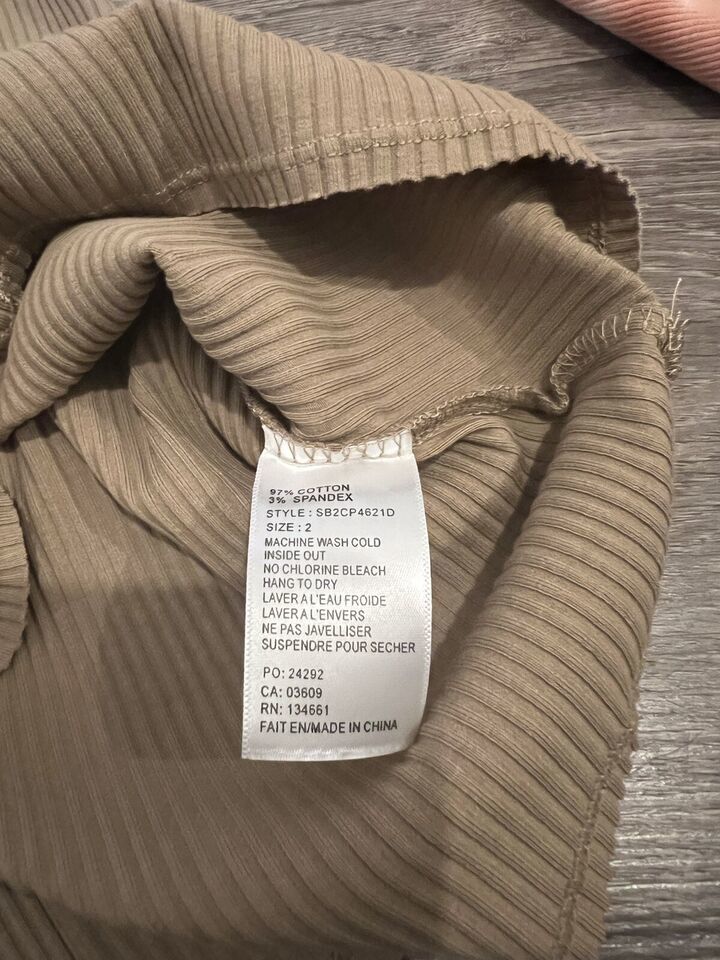 97% COTTON
3% SPANDEX
STYLE : SB2CP4621D
SIZE : 2
MACHINE WASH COLD
INSIDE OUT
NO CHLORINE BLEACH
HANG TO DRY
LAVER A L'EAU FROIDE
LAVER A L'ENVERS
NE PAS JAVELLISER
SUSPENDRE POUR SECHER
PO: 24292
CA: 03609
RN: 134661
FAIT EN/MADE IN CHINA